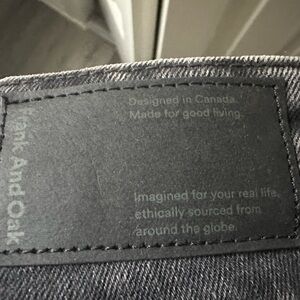 Frank And Oak
Designed in Canada.
Made for good living.
Imagined for your real life,
ethically sourced from
around the globe.